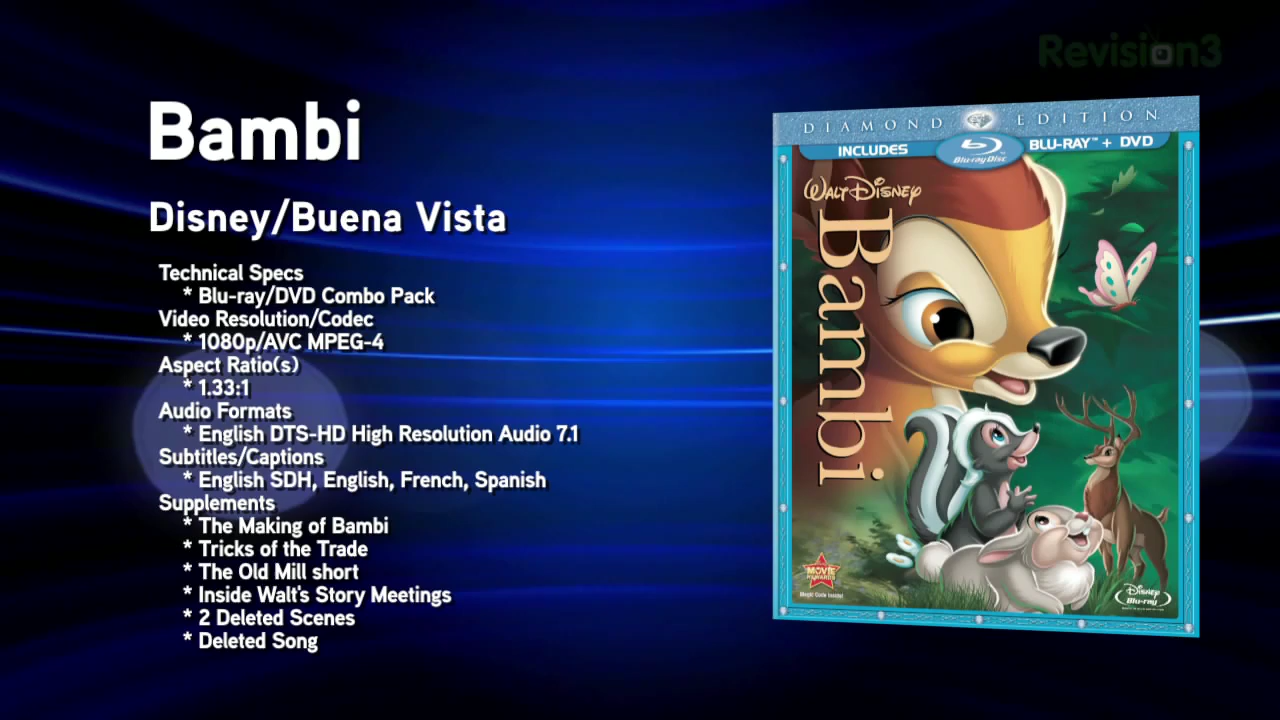 Revision3
Bambi
Disney/Buena Vista
Technical Specs
* Blu-ray/DVD Combo Pack
Video Resolution/Codec
* 1080p/AVC MPEG-4
Aspect Ratio(s)
* 1.33:1
Audio Formats
* English DTS-HD High Resolution Audio 7.1
Subtitles/Captions
* English SDH, English, French, Spanish
Supplements
* The Making of Bambi
* Tricks of the Trade
* The Old Mill short
* Inside Walt's Story Meetings
* 2 Deleted Scenes
* Deleted Song
DIAMOND EDITION
INCLUDES Blu-ray Disc BLU-RAY™ + DVD
WALT DISNEY
Bambi
MOVIE REWARDS
Magic Code Inside!
Disney
Blu-ray